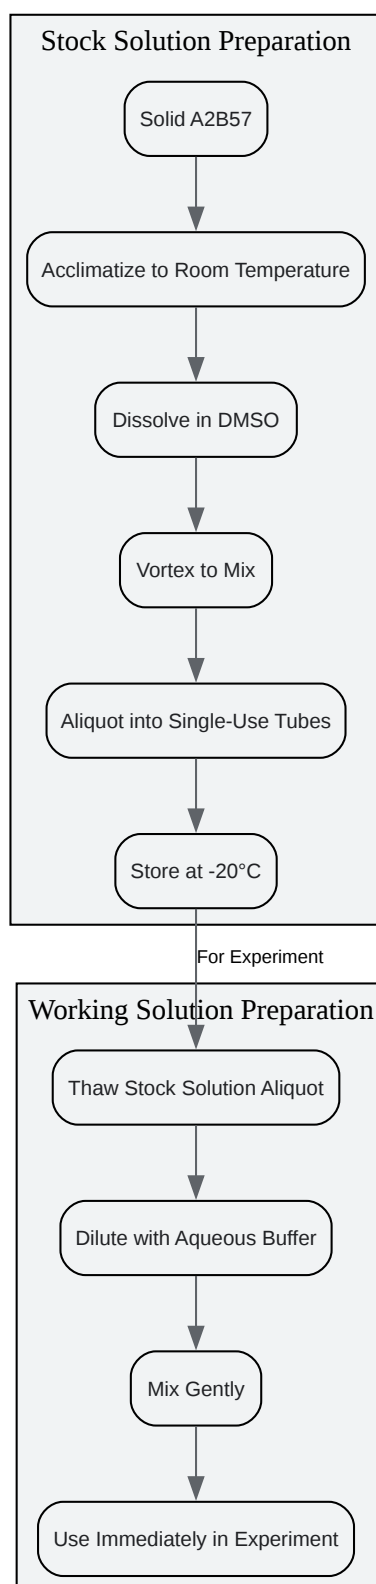 Stock Solution Preparation
Solid A2B57
Acclimatize to Room Temperature
Dissolve in DMSO
Vortex to Mix
Aliquot into Single-Use Tubes
Store at -20°C
For Experiment
Working Solution Preparation
Thaw Stock Solution Aliquot
Dilute with Aqueous Buffer
Mix Gently
Use Immediately in Experiment